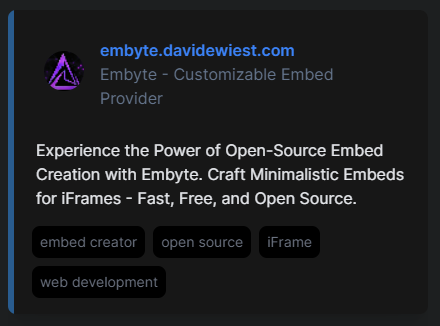 embyte.davidewiest.com
Embyte - Customizable Embed
Provider
Experience the Power of Open-Source Embed
Creation with Embyte. Craft Minimalistic Embeds
for iFrames - Fast, Free, and Open Source.
embed creator open source iFrame
web development